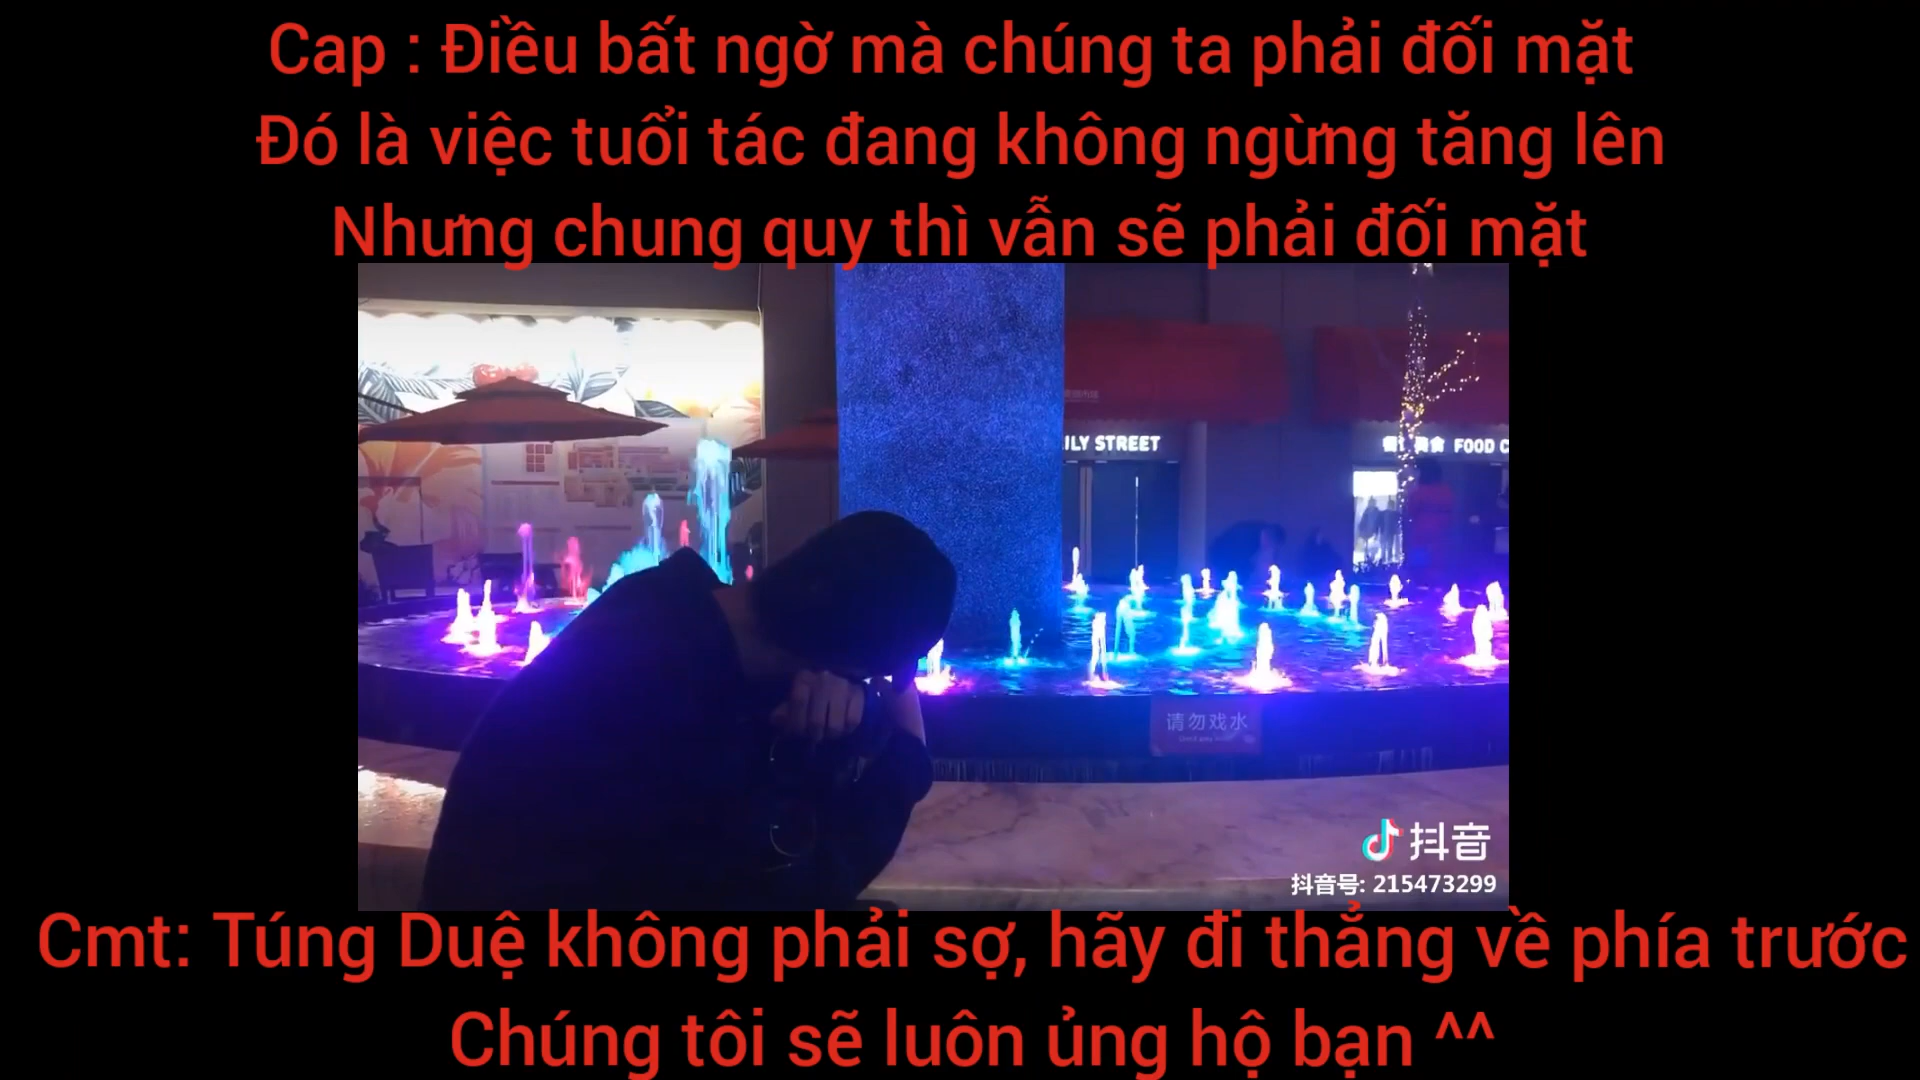 Cap : Điều bất ngờ mà chúng ta phải đối mặt
Đó là việc tuổi tác đang không ngừng tăng lên
Nhưng chung quy thì vẫn sẽ phải đối mặt
ILY STREET
食 FOOD C
请勿戏水
抖音
抖音号: 215473299
Cmt: Túng Duệ không phải sợ, hãy đi thẳng về phía trước
Chúng tôi sẽ luôn ủng hộ bạn ^^